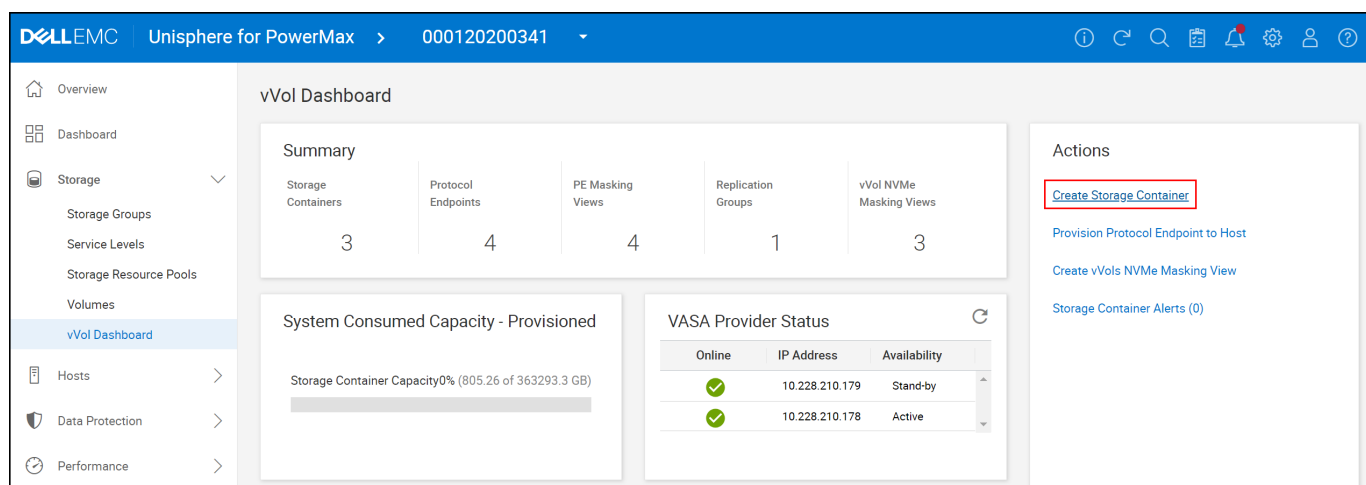 DELLEMC Unisphere for PowerMax > 000120200341
Overview
Dashboard
Storage
Storage Groups
Service Levels
Storage Resource Pools
Volumes
vVol Dashboard
Hosts
Data Protection
Performance
vVol Dashboard
Summary
Storage Containers
3
Protocol Endpoints
4
PE Masking Views
4
Replication Groups
1
vVol NVMe Masking Views
3
System Consumed Capacity - Provisioned
Storage Container Capacity0% (805.26 of 363293.3 GB)
VASA Provider Status
Online IP Address Availability
10.228.210.179 Stand-by
10.228.210.178 Active
Actions
Create Storage Container
Provision Protocol Endpoint to Host
Create vVols NVMe Masking View
Storage Container Alerts (0)